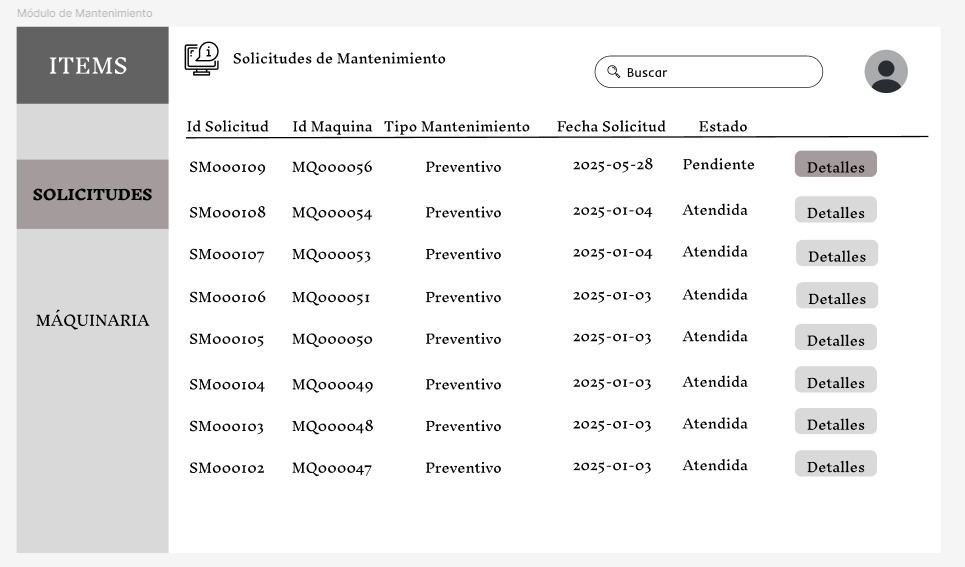 Módulo de Mantenimiento
ITEMS
Solicitudes de Mantenimiento
Buscar
SOLICITUDES
MÁQUINARIA
Id Solicitud Id Maquina Tipo Mantenimiento Fecha Solicitud Estado
SM000109 MQ000056 Preventivo 2025-05-28 Pendiente Detalles
SM000108 MQ000054 Preventivo 2025-01-04 Atendida Detalles
SM000107 MQ000053 Preventivo 2025-01-04 Atendida Detalles
SM000106 MQ000051 Preventivo 2025-01-03 Atendida Detalles
SM000105 MQ000050 Preventivo 2025-01-03 Atendida Detalles
SM000104 MQ000049 Preventivo 2025-01-03 Atendida Detalles
SM000103 MQ000048 Preventivo 2025-01-03 Atendida Detalles
SM000102 MQ000047 Preventivo 2025-01-03 Atendida Detalles